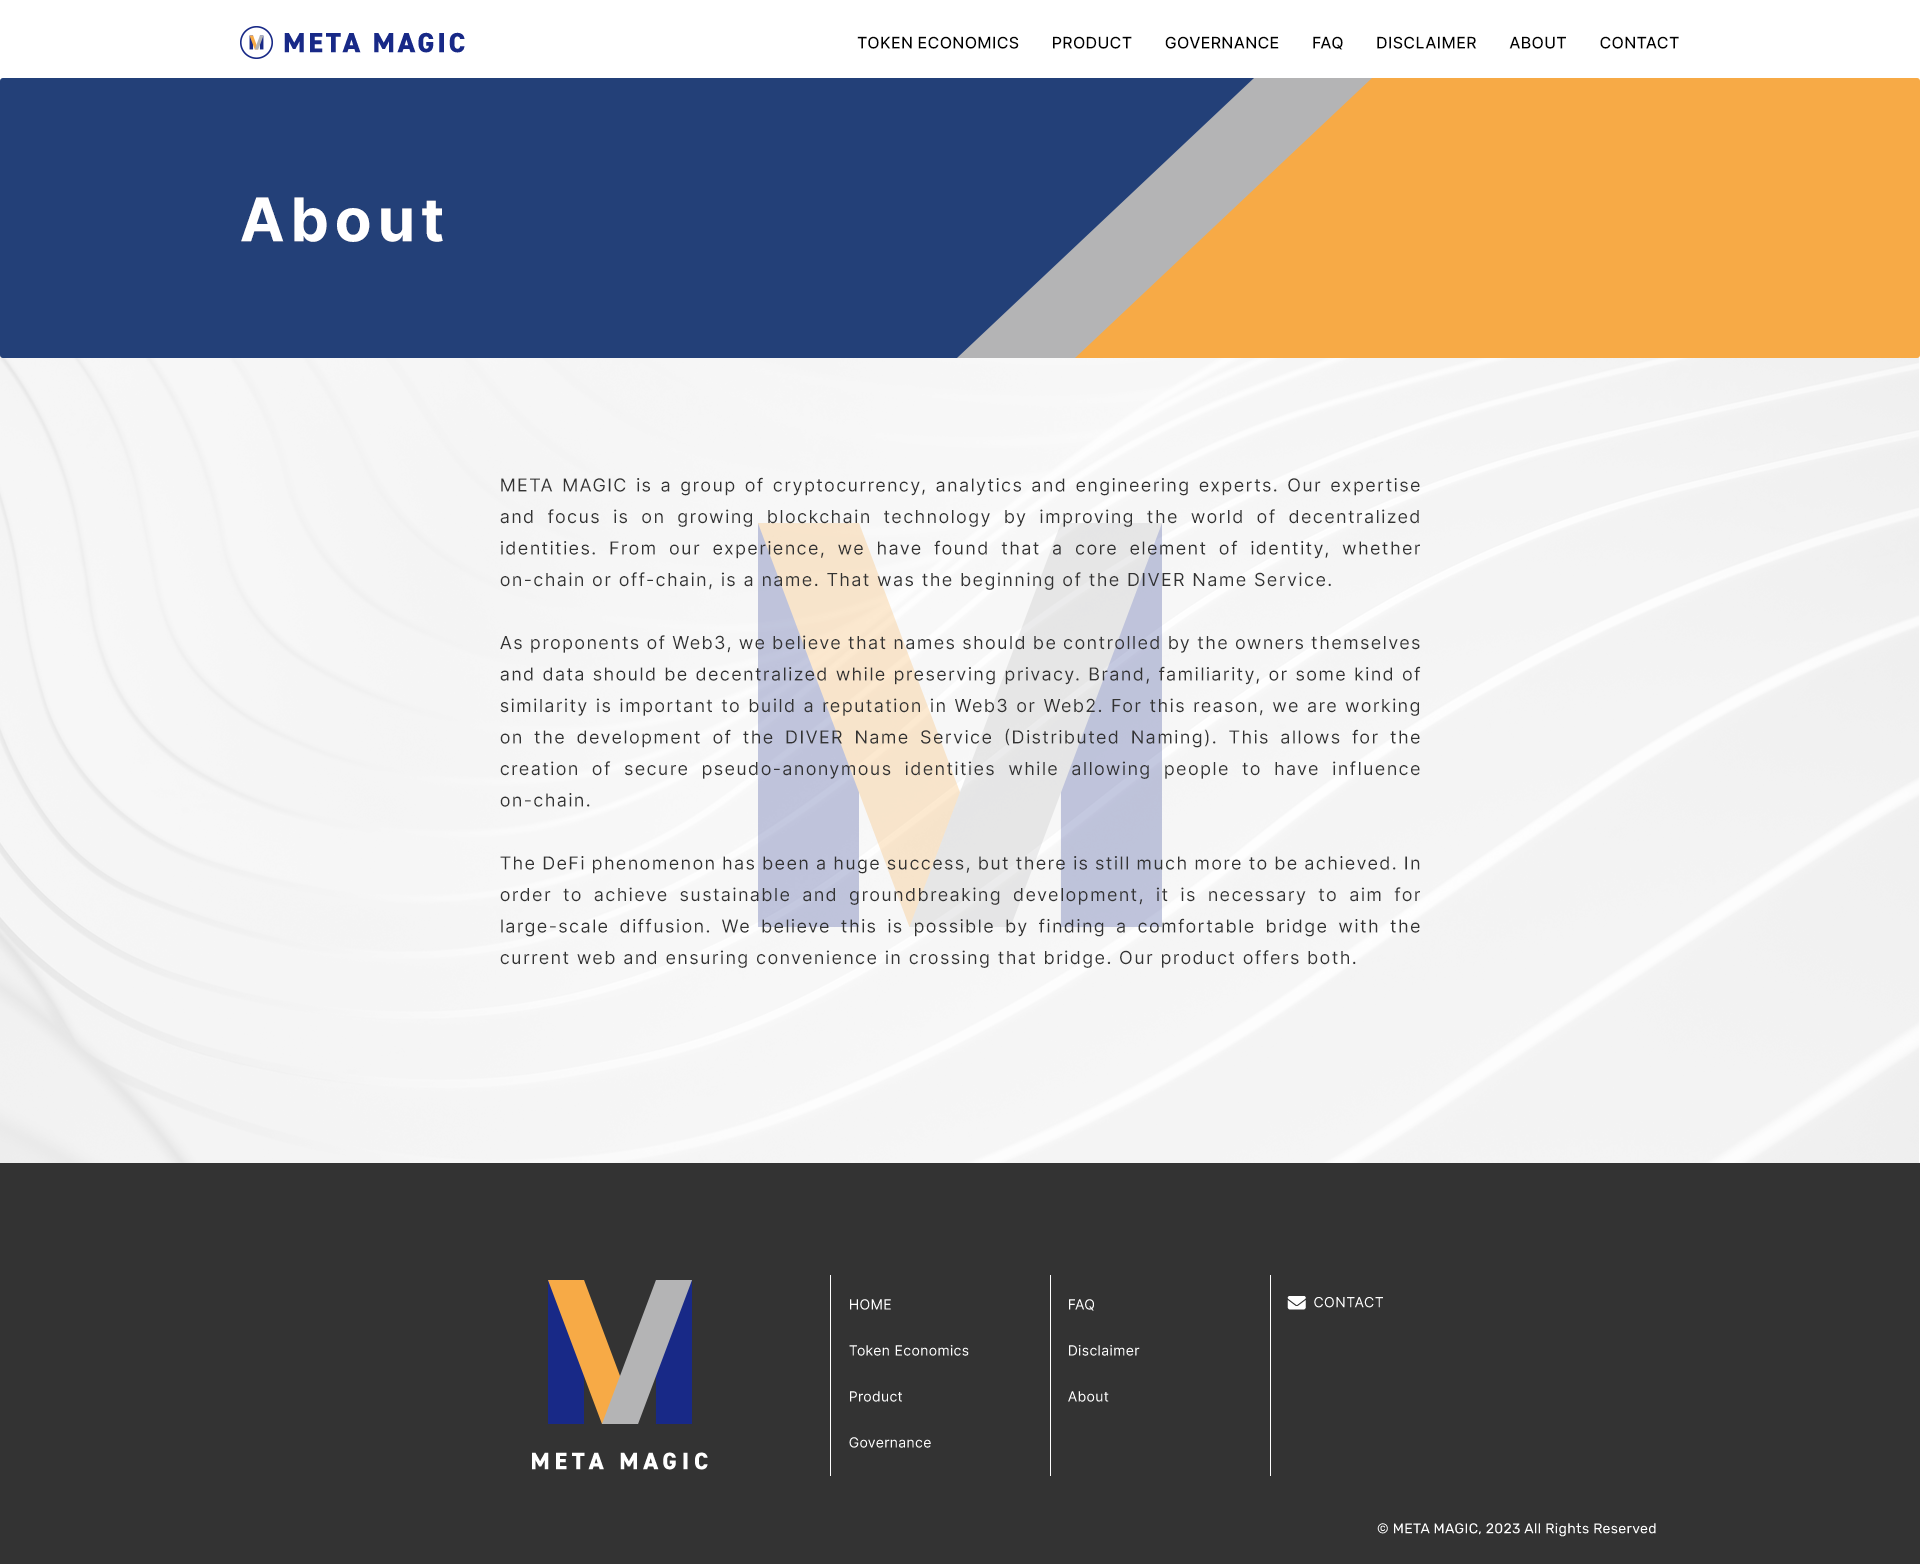 META MAGIC
TOKEN ECONOMICS PRODUCT GOVERNANCE FAQ DISCLAIMER ABOUT CONTACT
About
META MAGIC is a group of cryptocurrency, analytics and engineering experts. Our expertise
and focus is on growing blockchain technology by improving the world of decentralized
identities. From our experience, we have found that a core element of identity, whether
on-chain or off-chain, is a name. That was the beginning of the DIVER Name Service.
As proponents of Web3, we believe that names should be controlled by the owners themselves
and data should be decentralized while preserving privacy. Brand, familiarity, or some kind of
similarity is important to build a reputation in Web3 or Web2. For this reason, we are working
on the development of the DIVER Name Service (Distributed Naming). This allows for the
creation of secure pseudo-anonymous identities while allowing people to have influence
on-chain.
The DeFi phenomenon has been a huge success, but there is still much more to be achieved. In
order to achieve sustainable and groundbreaking development, it is necessary to aim for
large-scale diffusion. We believe this is possible by finding a comfortable bridge with the
current web and ensuring convenience in crossing that bridge. Our product offers both.
META MAGIC
HOME
Token Economics
Product
Governance
FAQ
Disclaimer
About
CONTACT
© META MAGIC, 2023 All Rights Reserved